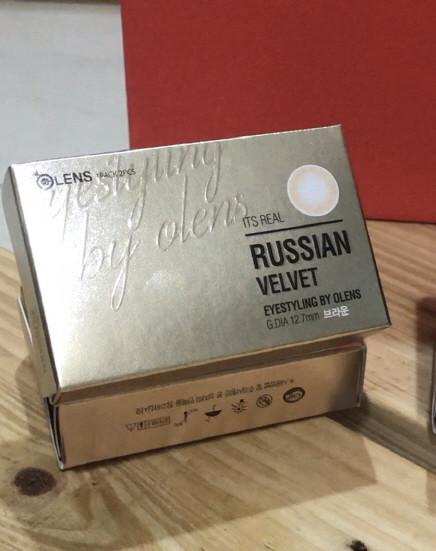 OLENS 1PACK 2PCS
eyestyling
by olens
ITS REAL
RUSSIAN
VELVET
EYESTYLING BY OLENS
G.DIA 12.7mm 브라운